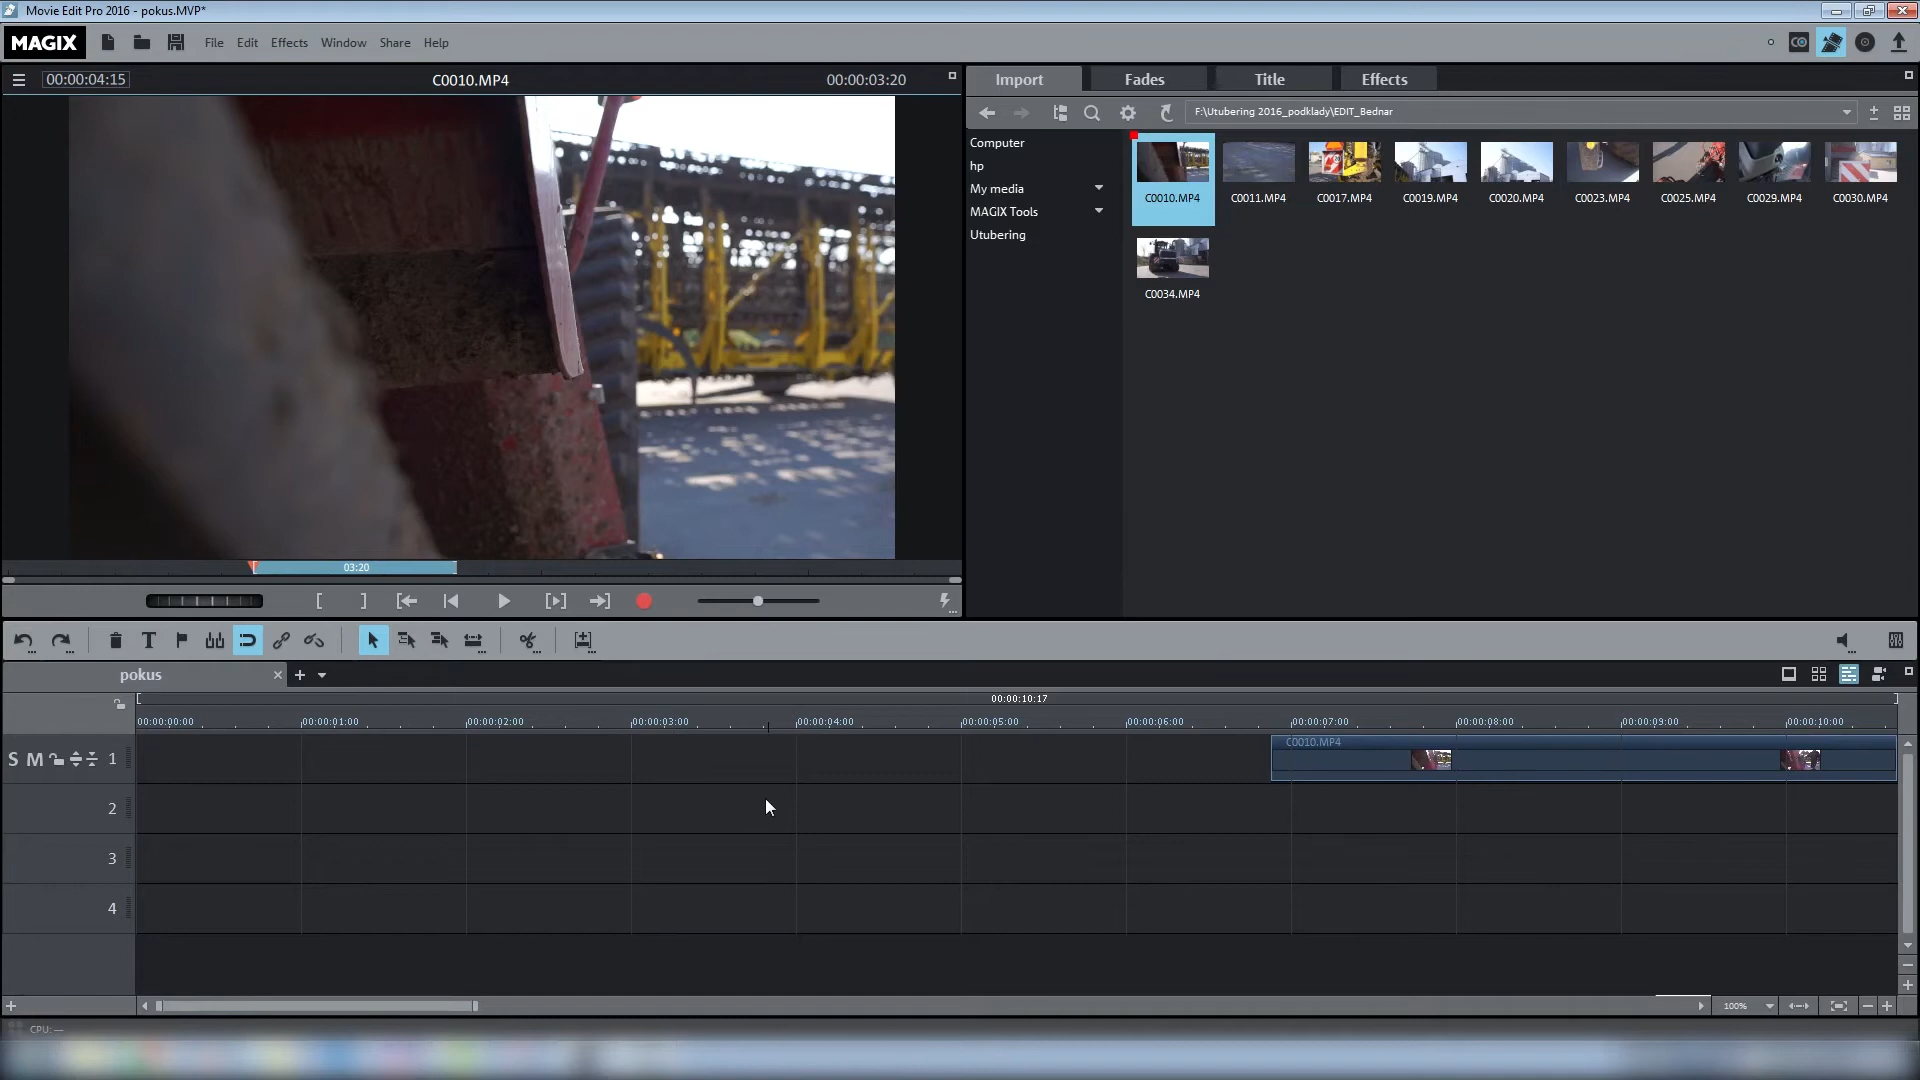 Movie Edit Pro 2016 - pokus.MVP*
MAGIX File Edit Effects Window Share Help
00:00:04:15 C0010.MP4 00:00:03:20
Import Fades Title Effects
F:\Utubering 2016_podklady\EDIT_Bednar
Computer
hp
My media
MAGIX Tools
Utubering
C0010.MP4 C0011.MP4 C0017.MP4 C0019.MP4 C0020.MP4 C0023.MP4 C0025.MP4 C0029.MP4 C0030.MP4
C0034.MP4
03:20
pokus
00:00:10:17
00:00:00:00 00:00:01:00 00:00:02:00 00:00:03:00 00:00:04:00 00:00:05:00 00:00:06:00 00:00:07:00 00:00:08:00 00:00:09:00 00:00:10:00
S M 1
C0010.MP4
2
3
4
100%
CPU: —